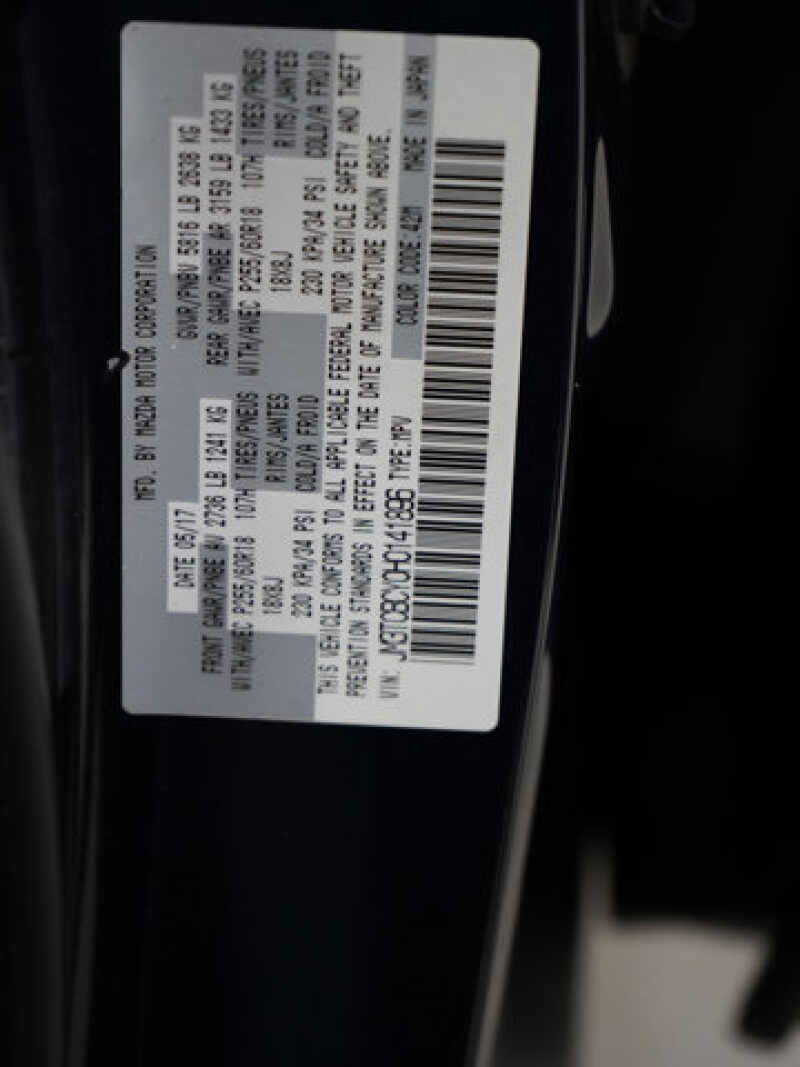 MFD. BY MAZDA MOTOR CORPORATION
DATE 05/17 GVWR/PNBV 5816 LB 2638 KG
FRONT GAWR/PNBE AV 2736 LB 1241 KG REAR GAWR/PNBE AR 3159 LB 1433 KG
WITH/AVEC P255/60R18 107H TIRES/PNEUS WITH/AVEC P255/60R18 107H TIRES/PNEUS
18X8J RIMS/JANTES 18X8J RIMS/JANTES
230 KPA/34 PSI COLD/A FROID 230 KPA/34 PSI COLD/A FROID
THIS VEHICLE CONFORMS TO ALL APPLICABLE FEDERAL MOTOR VEHICLE SAFETY AND THEFT
PREVENTION STANDARDS IN EFFECT ON THE DATE OF MANUFACTURE SHOWN ABOVE.
VIN: JM3TCBCY0H0141896 TYPE:MPV COLOR CODE:42M MADE IN JAPAN